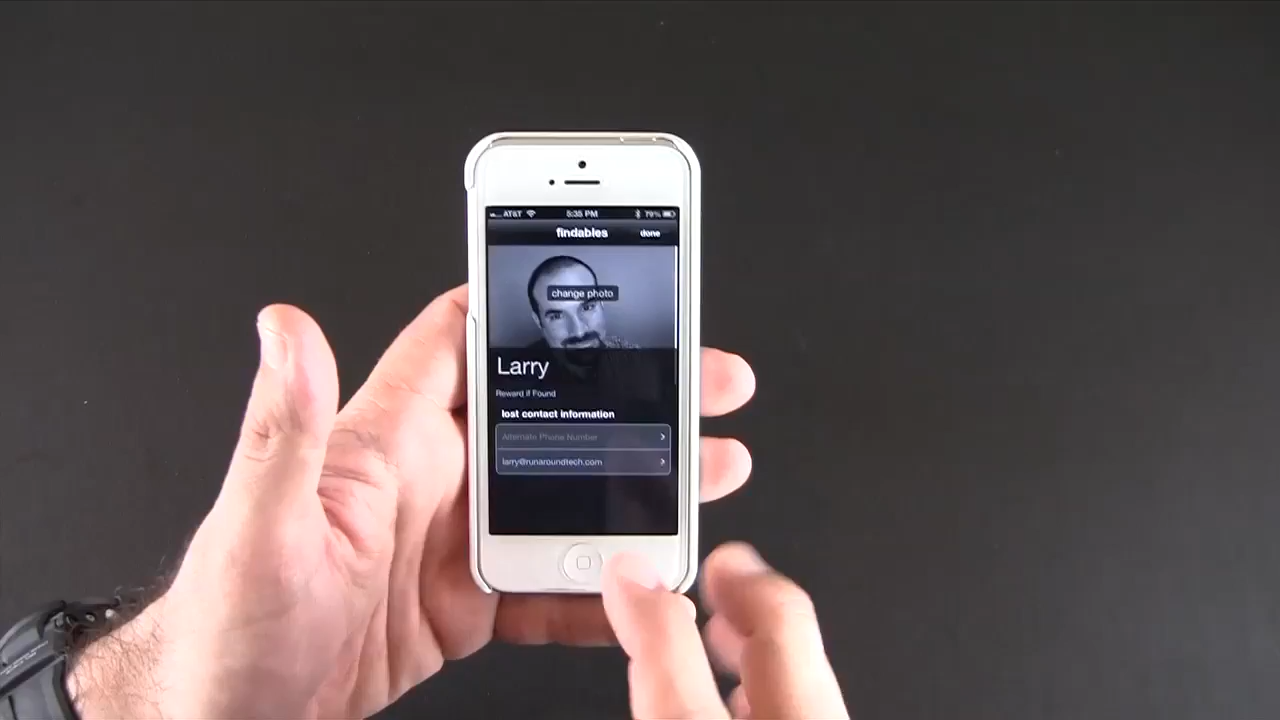 AT&T 5:35 PM 79%
findables done
change photo
Larry
Reward if Found
lost contact information
Alternate Phone Number
larry@runaroundtech.com